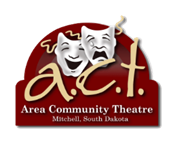 a.c.t.
Area Community Theatre
Mitchell, South Dakota